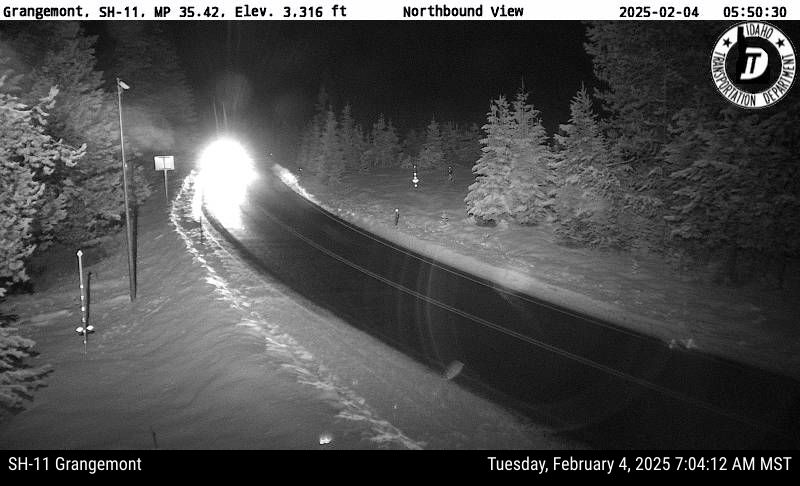 Grangemont, SH-11, MP 35.42, Elev. 3,316 ft Northbound View 2025-02-04 05:50:30
IDAHO
TRANSPORTATION DEPARTMENT
SH-11 Grangemont Tuesday, February 4, 2025 7:04:12 AM MST